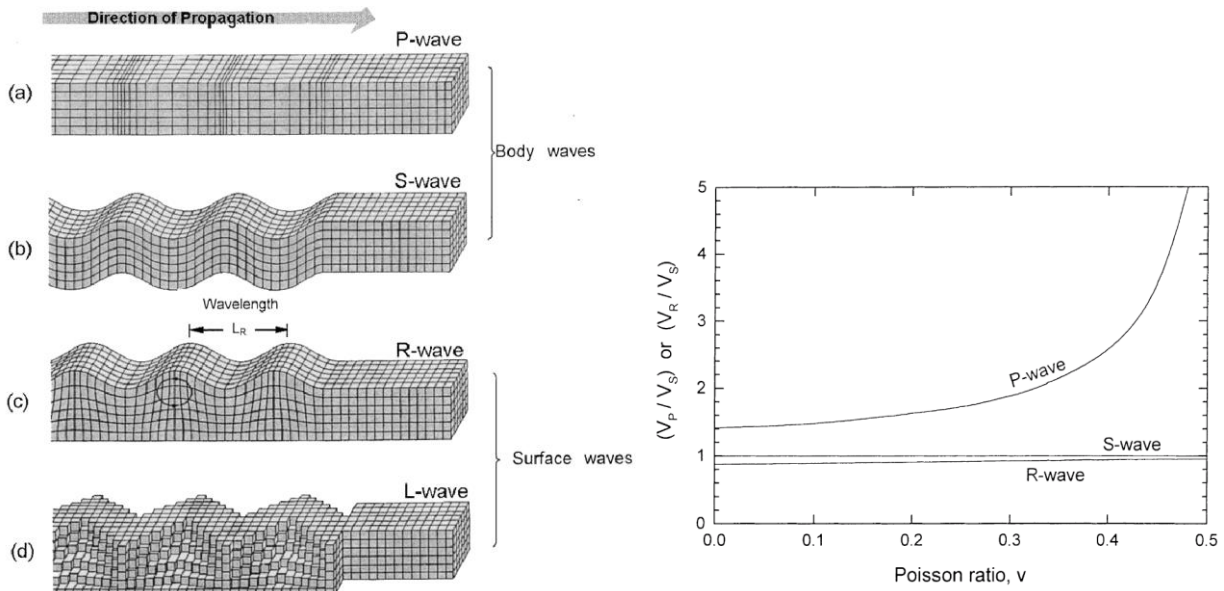 Direction of Propagation
P-wave
(a)
Body waves
S-wave
(b)
Wavelength
L_R
R-wave
(c)
Surface waves
L-wave
(d)
5
4
3
2
1
0
(V_P / V_S) or (V_R / V_S)
P-wave
S-wave
R-wave
0.0
0.1
0.2
0.3
0.4
0.5
Poisson ratio, v